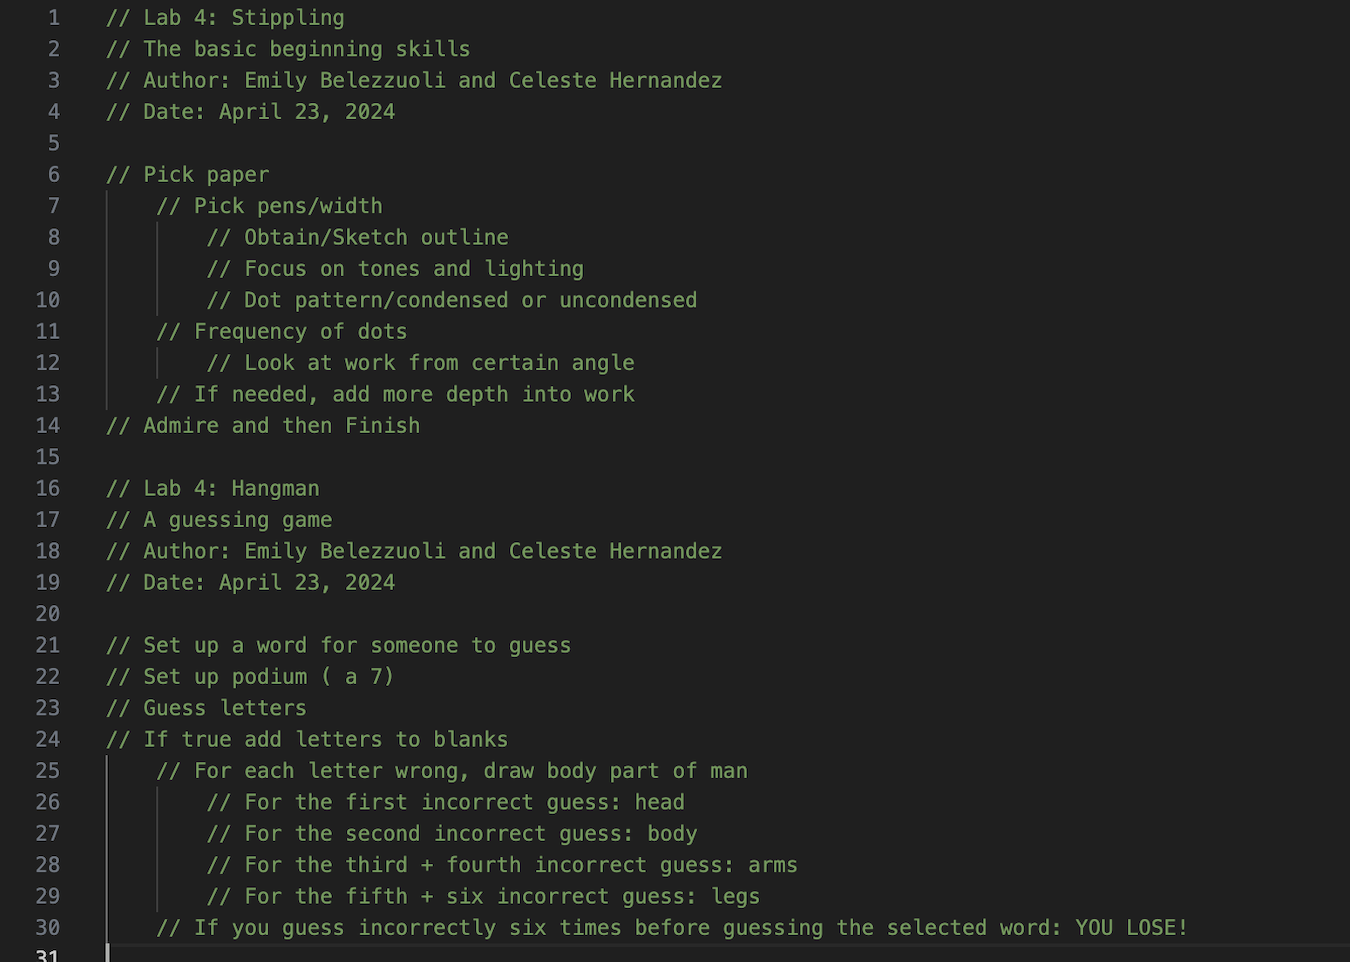 1 // Lab 4: Stippling
2 // The basic beginning skills
3 // Author: Emily Belezzuoli and Celeste Hernandez
4 // Date: April 23, 2024
5
6 // Pick paper
7 // Pick pens/width
8 // Obtain/Sketch outline
9 // Focus on tones and lighting
10 // Dot pattern/condensed or uncondensed
11 // Frequency of dots
12 // Look at work from certain angle
13 // If needed, add more depth into work
14 // Admire and then Finish
15
16 // Lab 4: Hangman
17 // A guessing game
18 // Author: Emily Belezzuoli and Celeste Hernandez
19 // Date: April 23, 2024
20
21 // Set up a word for someone to guess
22 // Set up podium ( a 7)
23 // Guess letters
24 // If true add letters to blanks
25 // For each letter wrong, draw body part of man
26 // For the first incorrect guess: head
27 // For the second incorrect guess: body
28 // For the third + fourth incorrect guess: arms
29 // For the fifth + six incorrect guess: legs
30 // If you guess incorrectly six times before guessing the selected word: YOU LOSE!
31